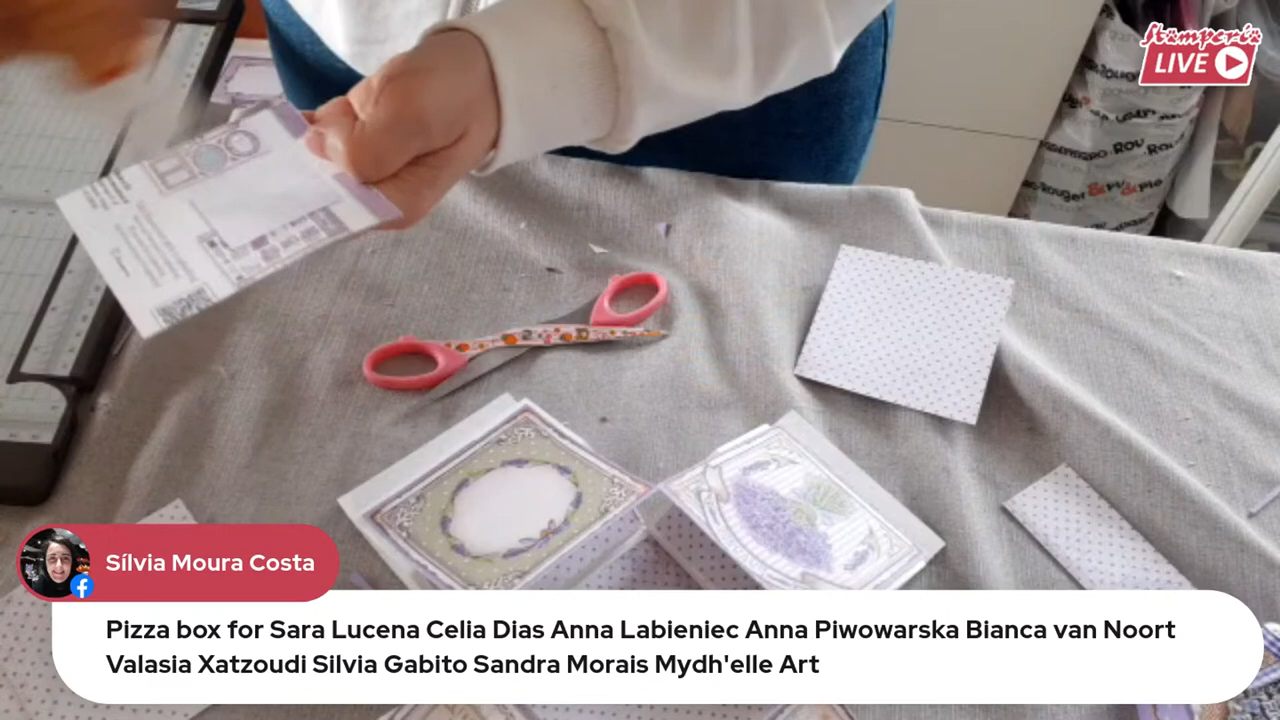 Stamperia
LIVE
Sílvia Moura Costa
Pizza box for Sara Lucena Celia Dias Anna Labieniec Anna Piwowarska Bianca van Noort
Valasia Xatzoudi Silvia Gabito Sandra Morais Mydh'elle Art